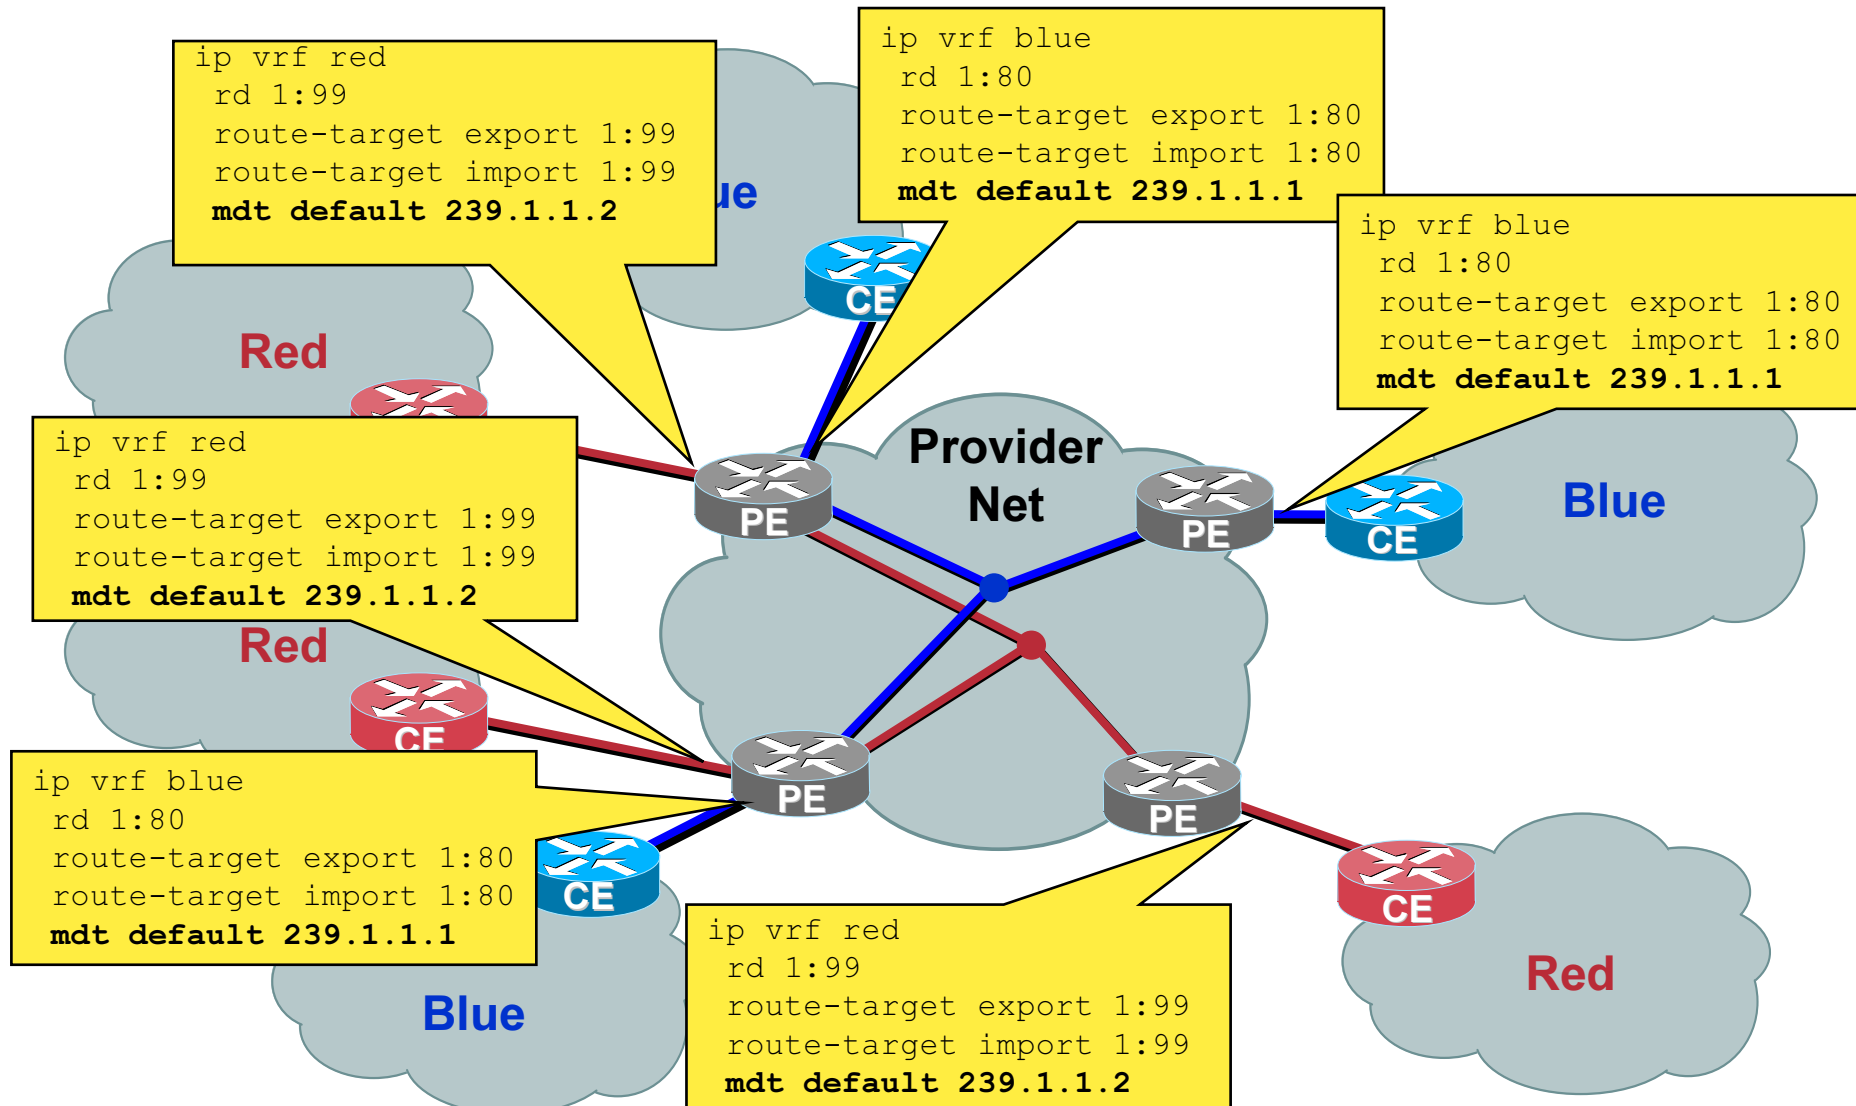 ip vrf red
rd 1:99
route-target export 1:99
route-target import 1:99
mdt default 239.1.1.2
ip vrf blue
rd 1:80
route-target export 1:80
route-target import 1:80
mdt default 239.1.1.1
ue
ip vrf blue
rd 1:80
route-target export 1:80
route-target import 1:80
mdt default 239.1.1.1
CE
Red
ip vrf red
rd 1:99
route-target export 1:99
route-target import 1:99
mdt default 239.1.1.2
Provider
Net
PE
PE
CE
Blue
Red
CE
PE
PE
ip vrf blue
rd 1:80
route-target export 1:80
route-target import 1:80
mdt default 239.1.1.1
CE
Blue
ip vrf red
rd 1:99
route-target export 1:99
route-target import 1:99
mdt default 239.1.1.2
CE
Red